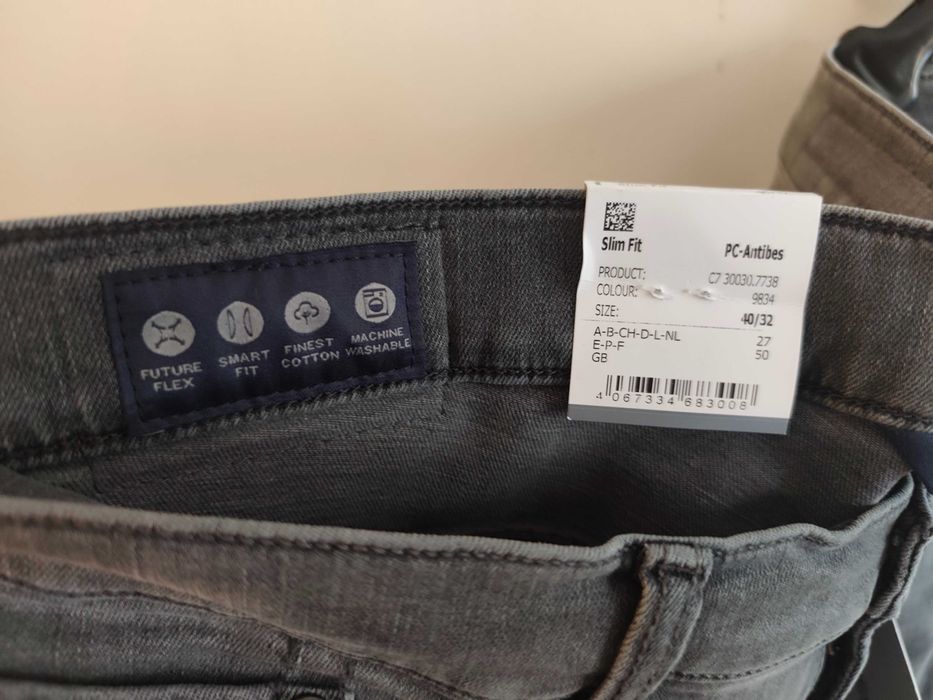 FUTURE
FLEX
SMART
FIT
FINEST
COTTON
MACHINE
WASHABLE
Slim Fit
PC-Antibes
PRODUCT: C7 30030.7738
COLOUR: 9834
SIZE: 40/32
A-B-CH-D-L-NL 27
E-P-F 50
GB
4 067334 683008